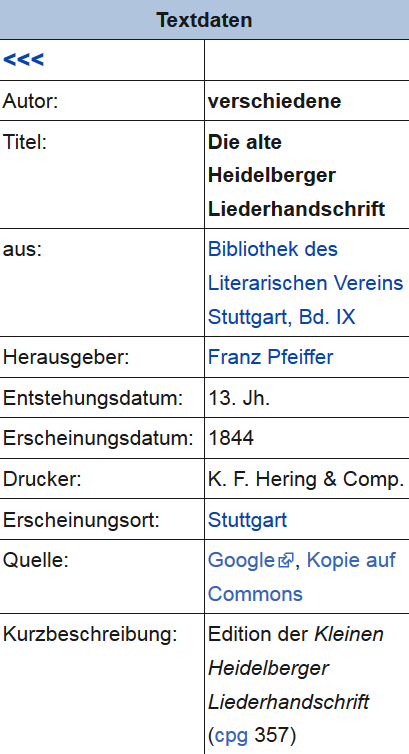 Textdaten
<<<
Autor: verschiedene
Titel: Die alte
Heidelberger
Liederhandschrift
aus: Bibliothek des
Literarischen Vereins
Stuttgart, Bd. IX
Herausgeber: Franz Pfeiffer
Entstehungsdatum: 13. Jh.
Erscheinungsdatum: 1844
Drucker: K. F. Hering & Comp.
Erscheinungsort: Stuttgart
Quelle: Google, Kopie auf
Commons
Kurzbeschreibung: Edition der Kleinen
Heidelberger
Liederhandschrift
(cpg 357)